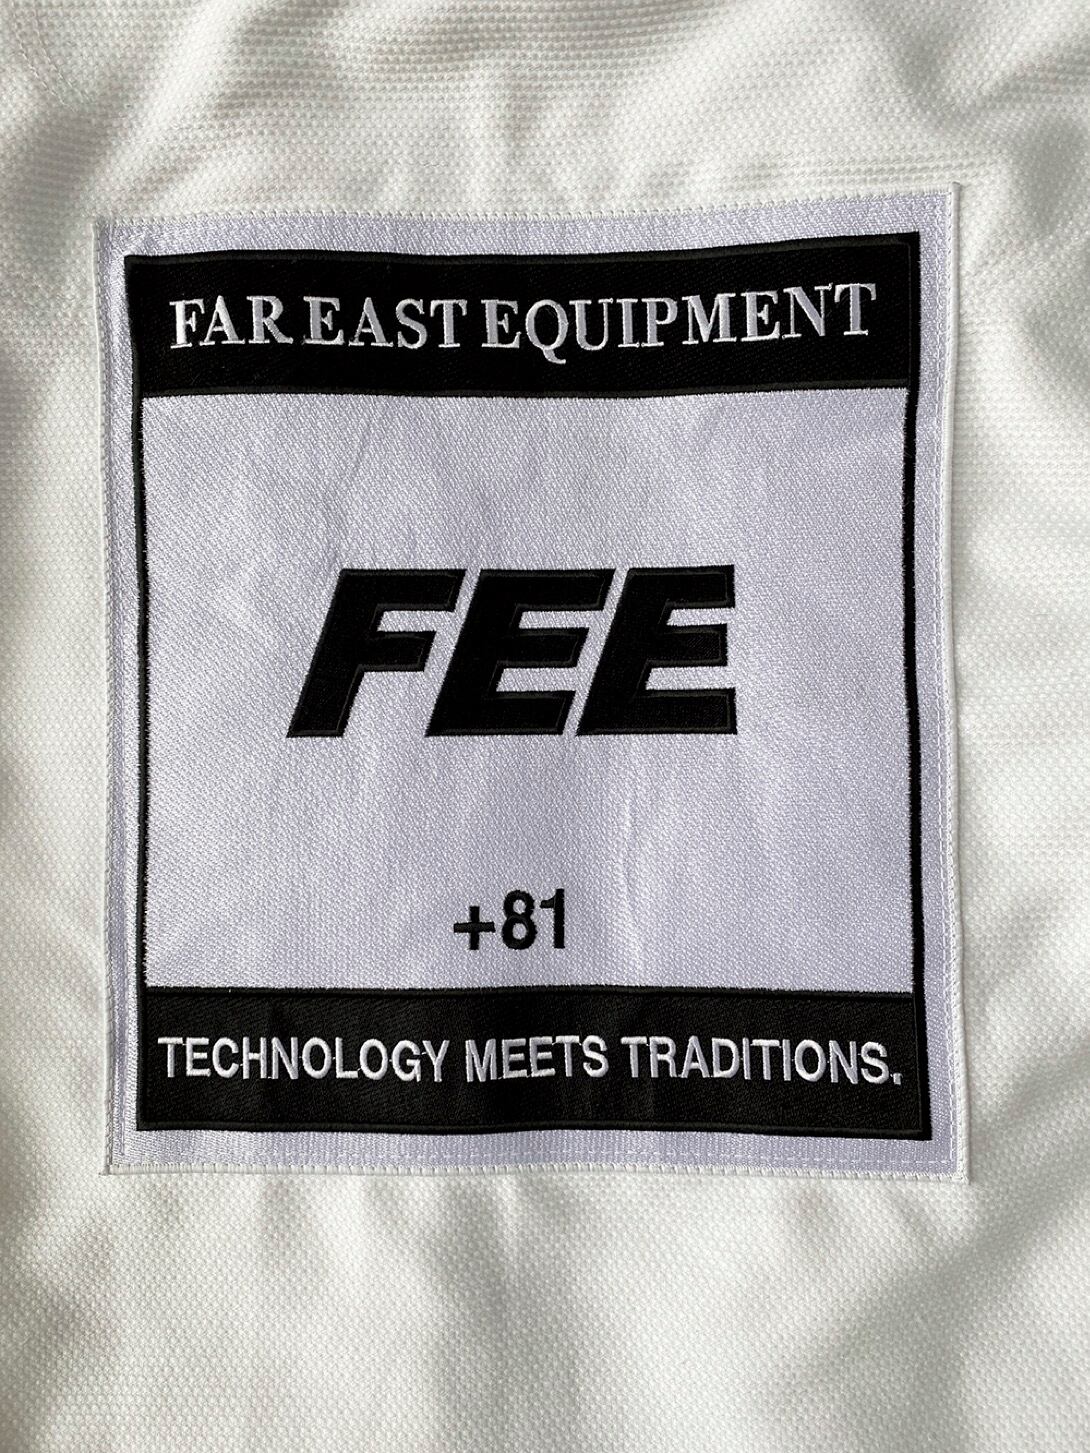 FAR EAST EQUIPMENT
FEE
+81
TECHNOLOGY MEETS TRADITIONS.